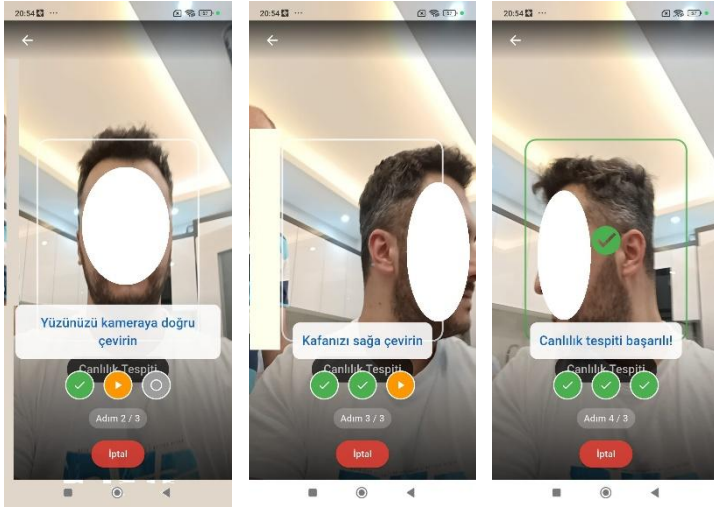 20:54
Yüzünüzü kameraya doğru
çevirin
Canlılık Tespiti
Adım 2 / 3
İptal
20:54
Kafanızı sağa çevirin
Canlılık Tespiti
Adım 3 / 3
İptal
20:54
Canlılık tespiti başarılı!
Canlılık Tespiti
Adım 4 / 3
İptal